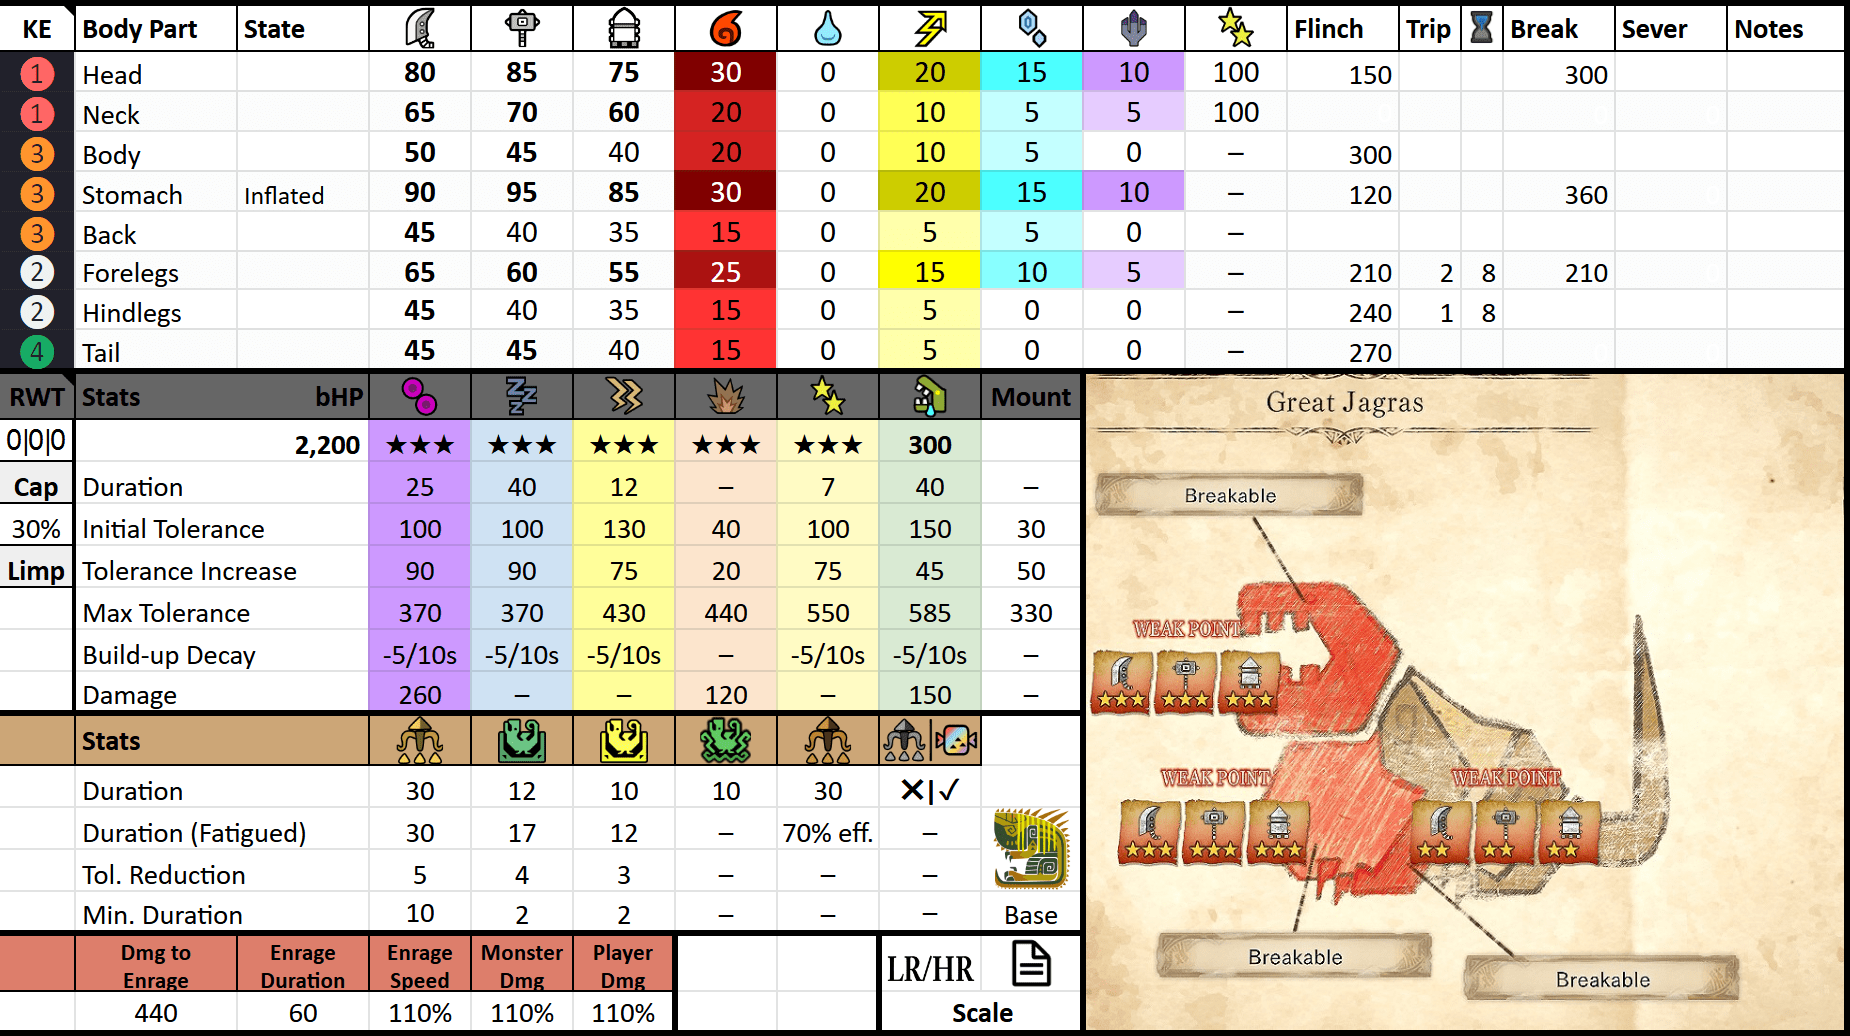 KE Body Part State Flinch Trip Break Sever Notes
1 Head 80 85 75 30 0 20 15 10 100 150 300
1 Neck 65 70 60 20 0 10 5 5 100
3 Body 50 45 40 20 0 10 5 0 – 300
3 Stomach Inflated 90 95 85 30 0 20 15 10 – 120 360
3 Back 45 40 35 15 0 5 5 0 –
2 Forelegs 65 60 55 25 0 15 10 5 – 210 2 8 210
2 Hindlegs 45 40 35 15 0 5 0 0 – 240 1 8
4 Tail 45 45 40 15 0 5 0 0 – 270
RWT Stats bHP Mount
0|0|0 2,200 ★★★ ★★★ ★★★ ★★★ ★★★ 300
Cap Duration 25 40 12 – 7 40 –
30% Initial Tolerance 100 100 130 40 100 150 30
Limp Tolerance Increase 90 90 75 20 75 45 50
Max Tolerance 370 370 430 440 550 585 330
Build-up Decay -5/10s -5/10s -5/10s – -5/10s -5/10s –
Damage 260 – – 120 – 150 –
Stats
Duration 30 12 10 10 30 ✕|✓
Duration (Fatigued) 30 17 12 – 70% eff. –
Tol. Reduction 5 4 3 – – –
Min. Duration 10 2 2 – – – Base
Dmg to Enrage Enrage Duration Enrage Speed Monster Dmg Player Dmg LR/HR
440 60 110% 110% 110% Scale
Great Jagras
Breakable
WEAK POINT
★★★ ★★★ ★★★
WEAK POINT WEAK POINT
★★★ ★★★ ★★★ ★★ ★★ ★★
Breakable
Breakable